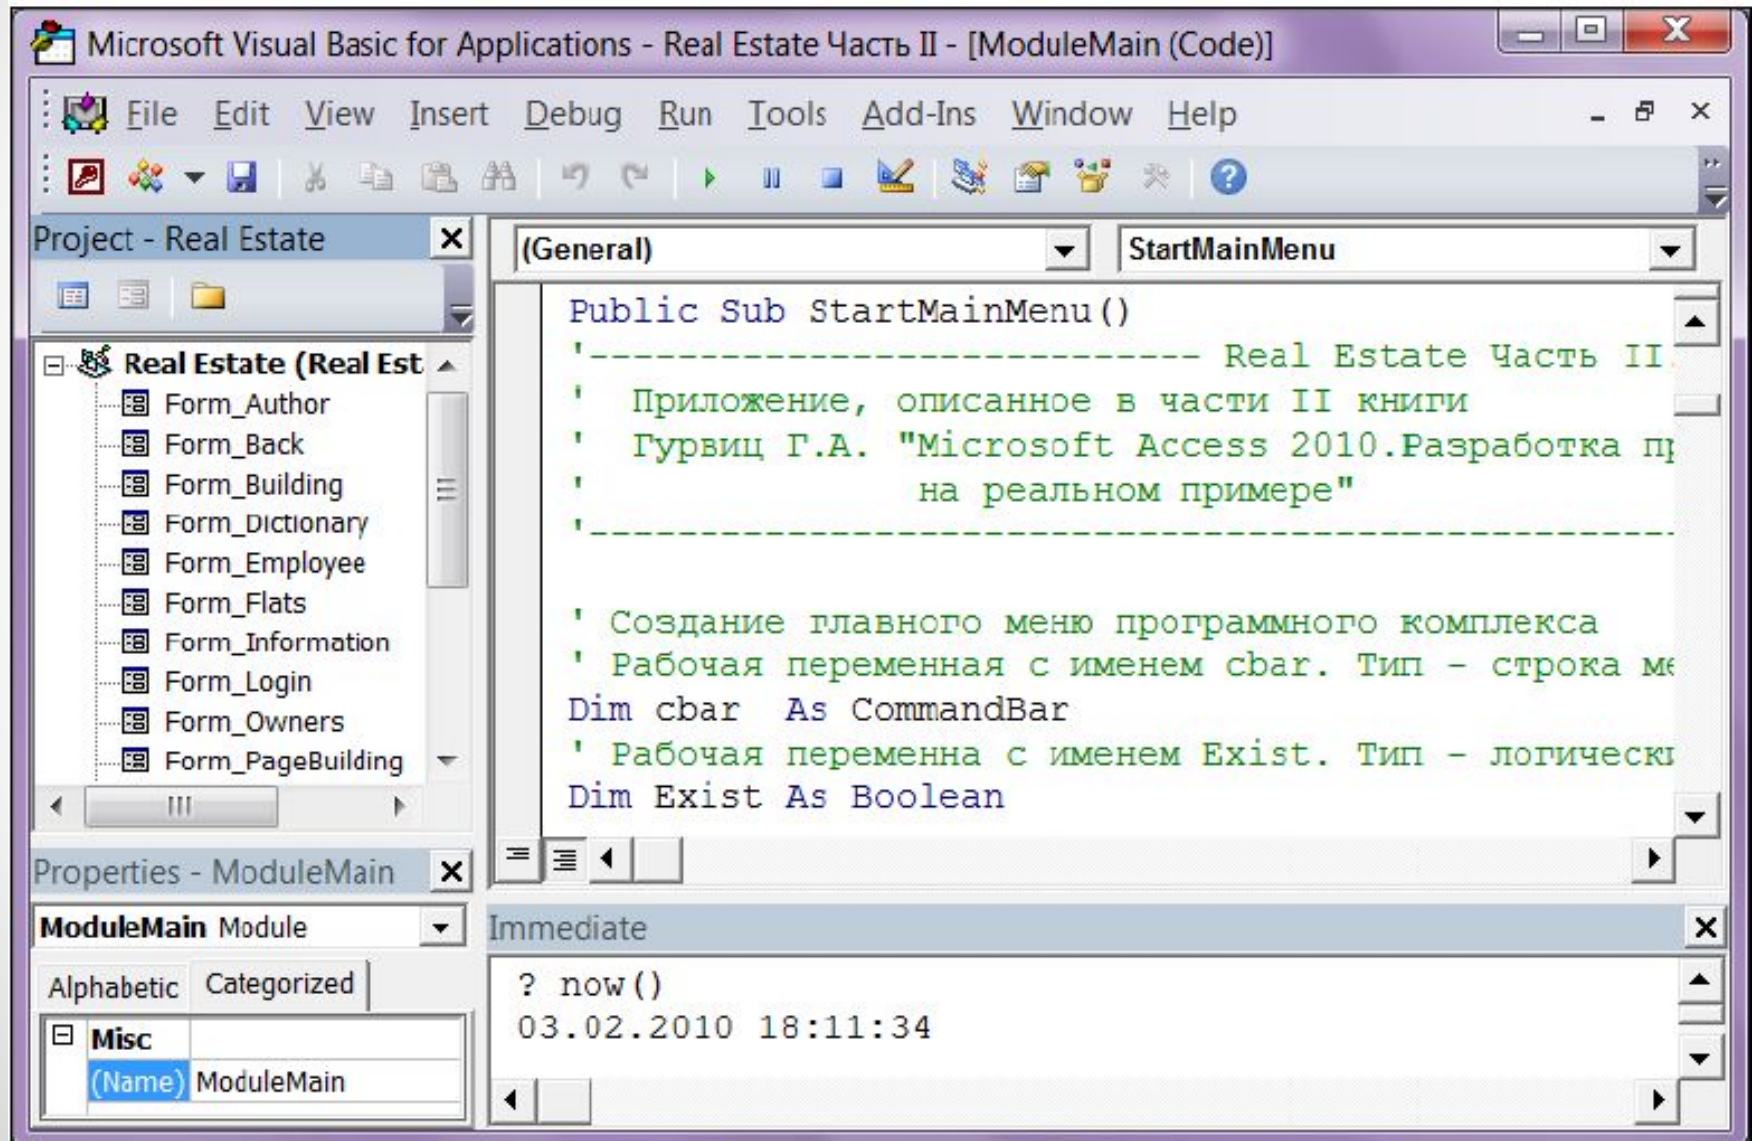 Microsoft Visual Basic for Applications - Real Estate Часть II - [ModuleMain (Code)]
File Edit View Insert Debug Run Tools Add-Ins Window Help
Project - Real Estate
Real Estate (Real Est
Form_Author
Form_Back
Form_Building
Form_Dictionary
Form_Employee
Form_Flats
Form_Information
Form_Login
Form_Owners
Form_PageBuilding
Properties - ModuleMain
ModuleMain Module
Alphabetic Categorized
Misc
(Name) ModuleMain
(General) StartMainMenu
Public Sub StartMainMenu()
'---------------------------- Real Estate Часть II.
' Приложение, описанное в части II книги
' Гурвиц Г.А. "Microsoft Access 2010.Разработка пр
' на реальном примере"
'--------------------------------------------------
' Создание главного меню программного комплекса
' Рабочая переменная с именем cbar. Тип - строка ме
Dim cbar As CommandBar
' Рабочая переменна с именем Exist. Тип - логически
Dim Exist As Boolean
Immediate
? now()
03.02.2010 18:11:34